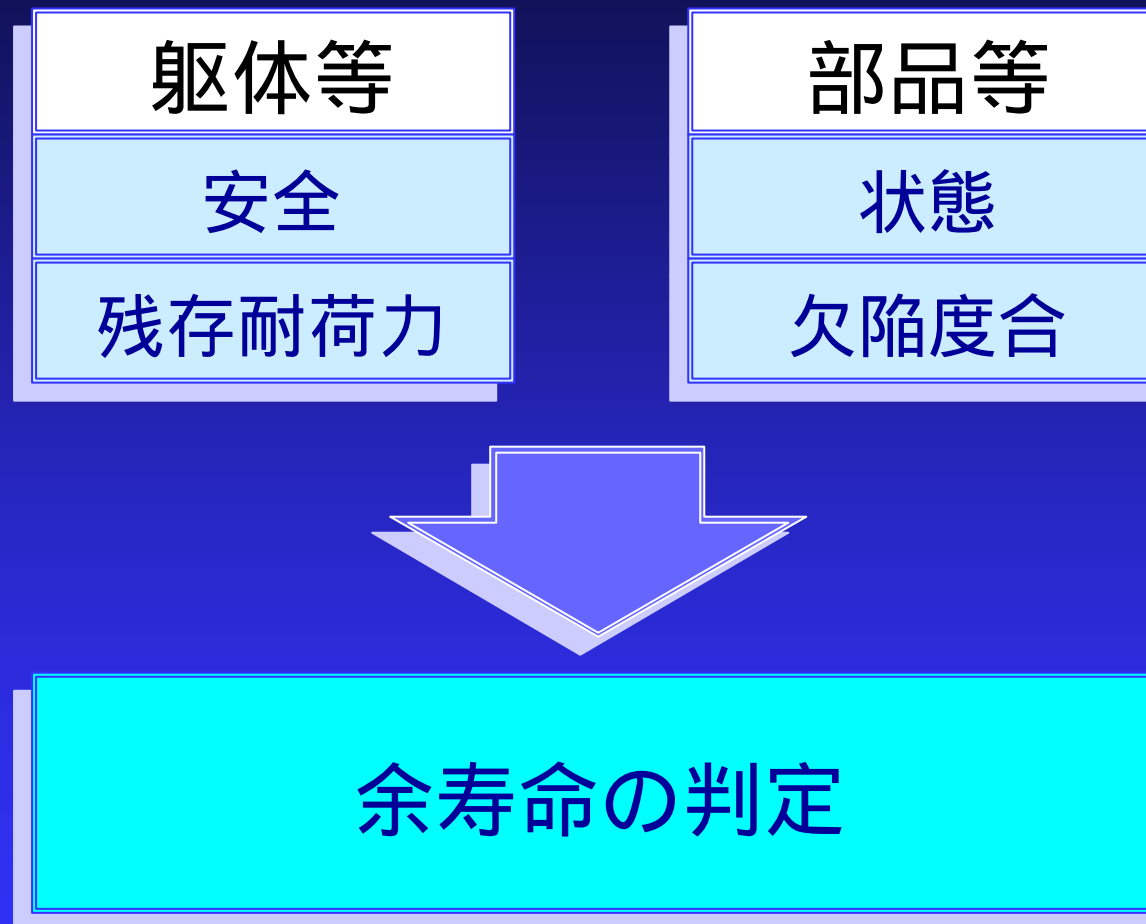 躯体等
安全
残存耐荷力
部品等
状態
欠陥度合
余寿命の判定